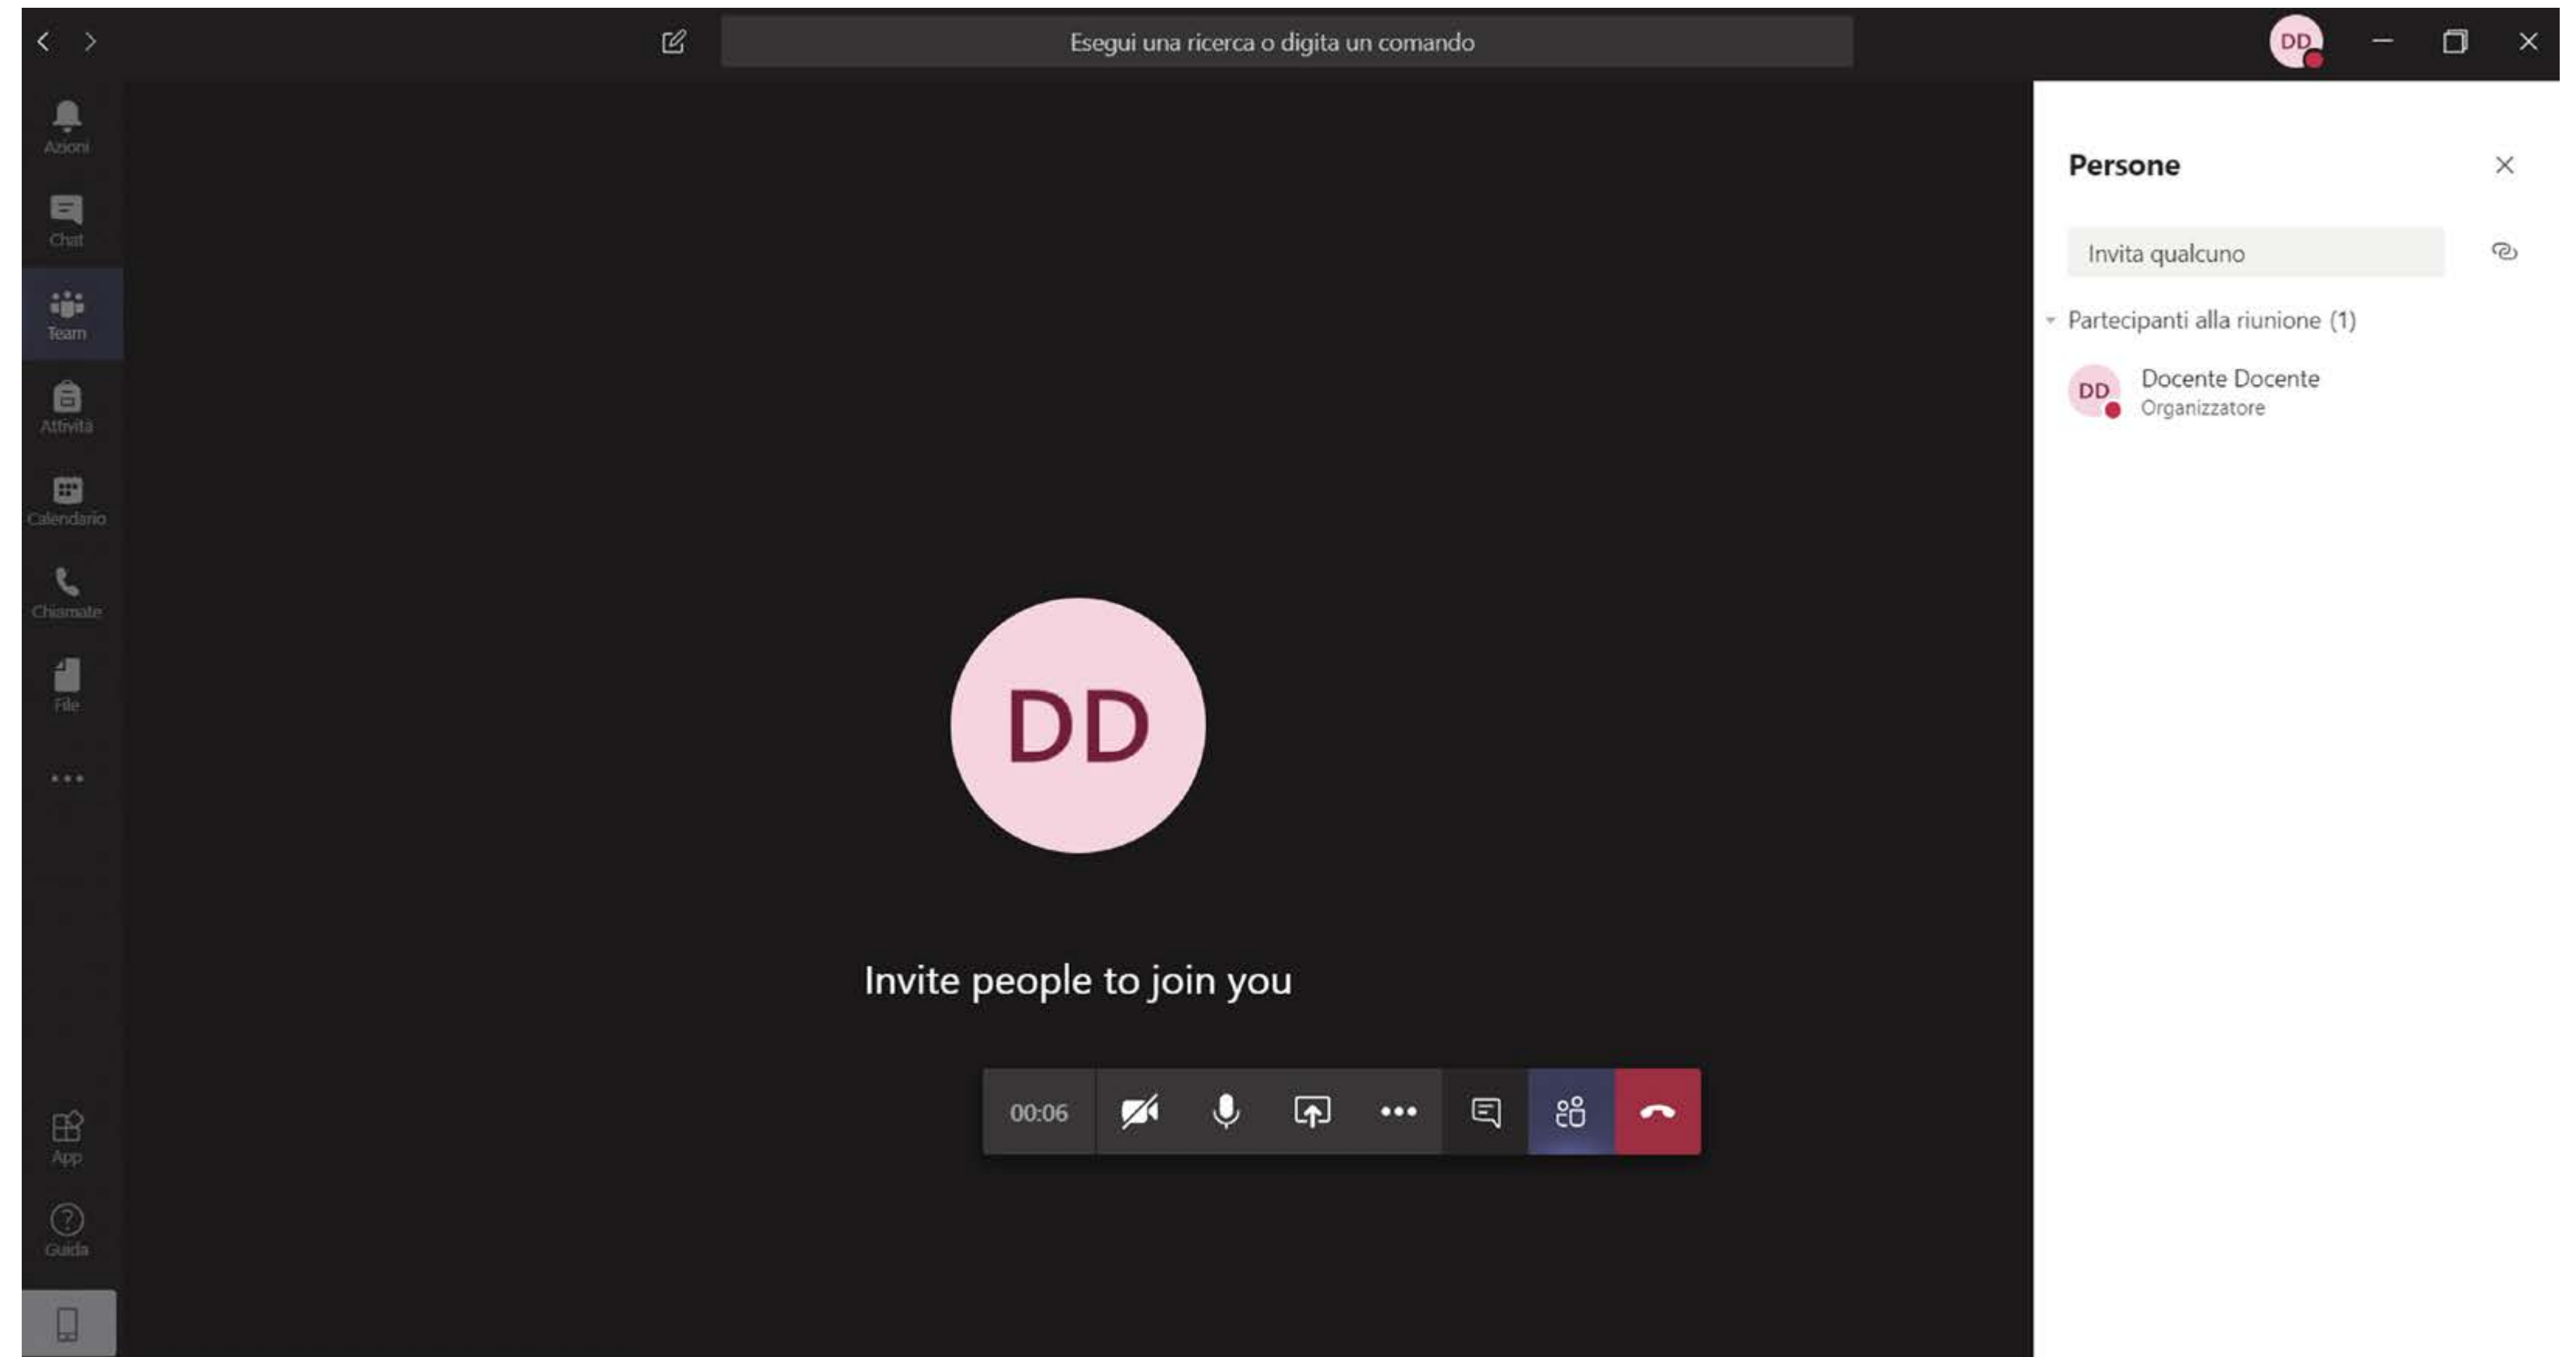 Esegui una ricerca o digita un comando
DD
Azioni
Chat
Team
Attività
Calendario
Chiamate
File
App
Guida
DD
Invite people to join you
00:06
Persone
Invita qualcuno
Partecipanti alla riunione (1)
DD
Docente Docente
Organizzatore